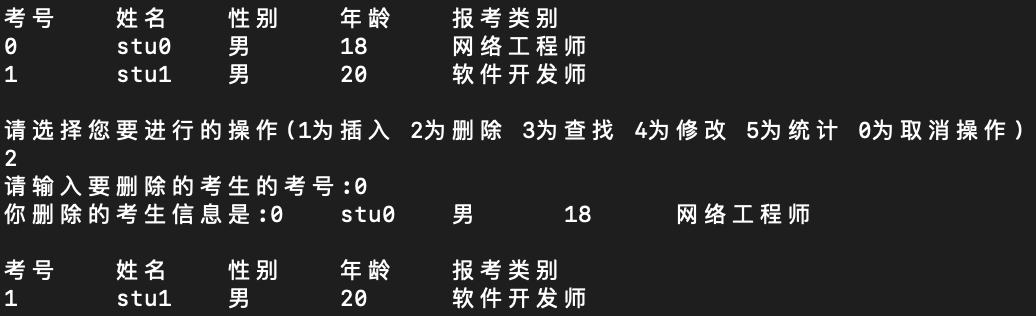 考号 姓名 性别 年龄 报考类别
0 stu0 男 18 网络工程师
1 stu1 男 20 软件开发师
请选择您要进行的操作(1为插入 2为删除 3为查找 4为修改 5为统计 0为取消操作)
2
请输入要删除的考生的考号:0
你删除的考生信息是:0 stu0 男 18 网络工程师
考号 姓名 性别 年龄 报考类别
1 stu1 男 20 软件开发师